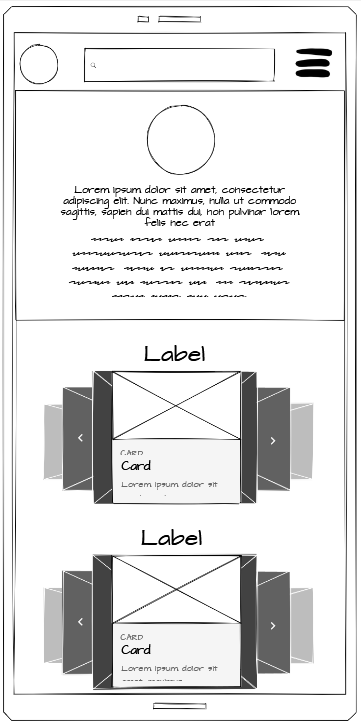 Lorem ipsum dolor sit amet, consectetur
adipiscing elit. Nunc maximus, nulla ut commodo
sagittis, sapien dui mattis dui, non pulvinar lorem
felis nec erat
Label
CARD
Card
Lorem ipsum dolor sit
Label
CARD
Card
Lorem ipsum dolor sit
amet, maximus